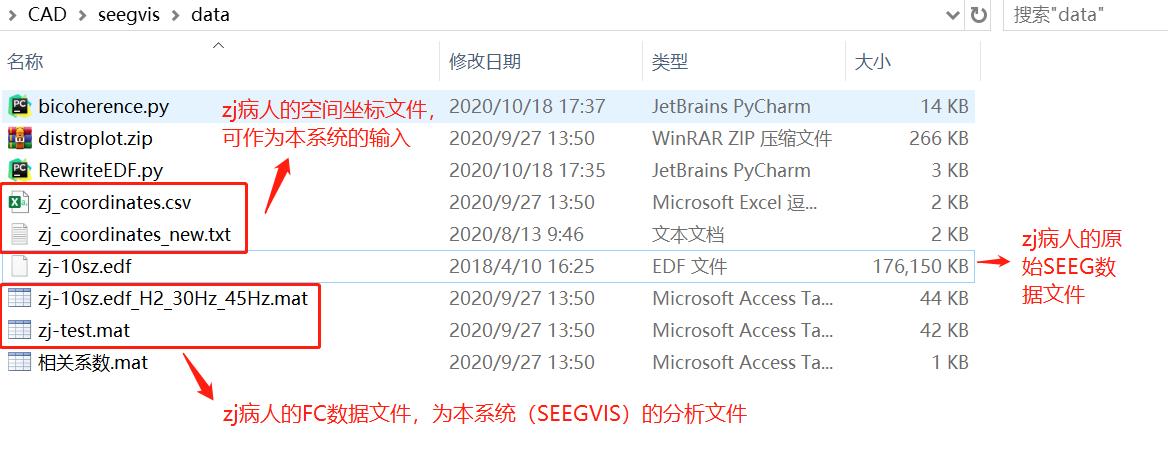 CAD seegvis data 搜索"data"
名称 修改日期 类型 大小
bicoherence.py 2020/10/18 17:37 JetBrains PyCharm 14 KB
distroplot.zip 2020/9/27 13:50 WinRAR ZIP 压缩文件 266 KB
RewriteEDF.py 2020/10/18 17:35 JetBrains PyCharm 3 KB
zj_coordinates.csv 2020/9/27 13:50 Microsoft Excel 逗... 2 KB
zj_coordinates_new.txt 2020/8/13 9:46 文本文档 2 KB
zj-10sz.edf 2018/4/10 16:25 EDF 文件 176,150 KB
zj-10sz.edf_H2_30Hz_45Hz.mat 2020/9/27 13:50 Microsoft Access Ta... 44 KB
zj-test.mat 2020/9/27 13:50 Microsoft Access Ta... 42 KB
相关系数.mat 2020/9/27 13:50 Microsoft Access Ta... 1 KB
zj病人的空间坐标文件，
可作为本系统的输入
zj病人的原
始SEEG数
据文件
zj病人的FC数据文件，为本系统（SEEGVIS）的分析文件